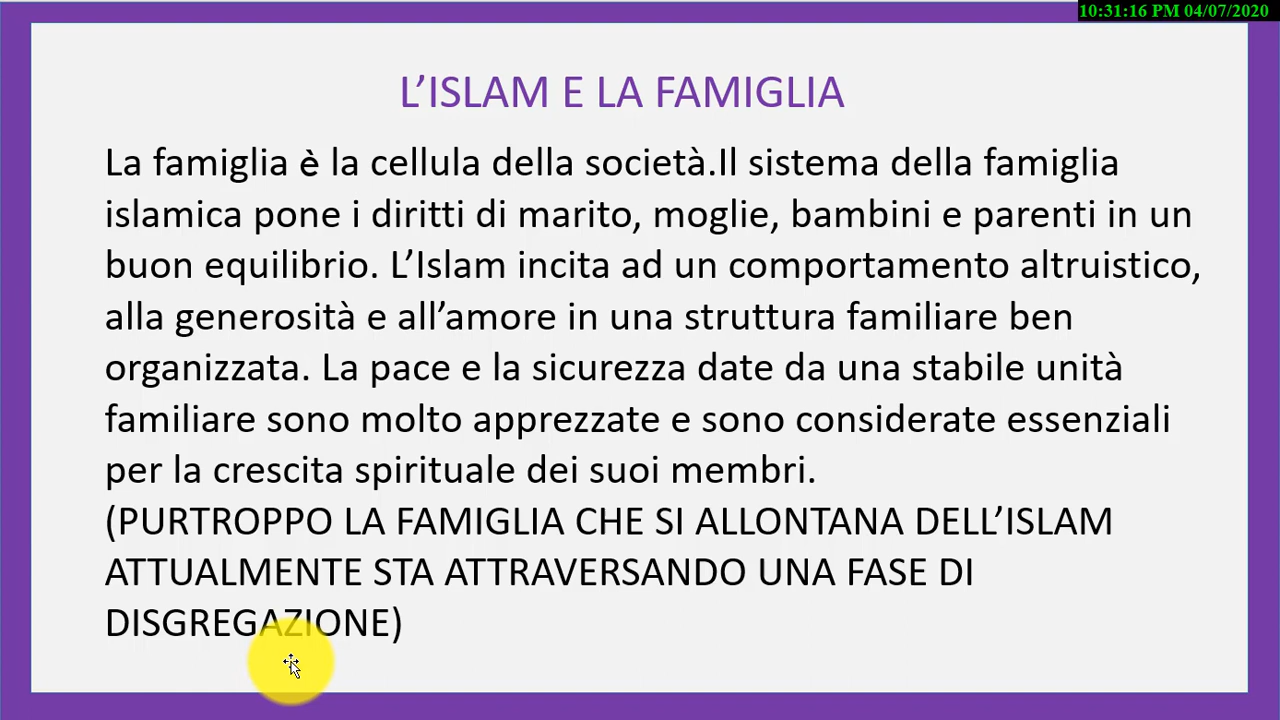 10:31:16 PM 04/07/2020
L’ISLAM E LA FAMIGLIA
La famiglia è la cellula della società.Il sistema della famiglia
islamica pone i diritti di marito, moglie, bambini e parenti in un
buon equilibrio. L’Islam incita ad un comportamento altruistico,
alla generosità e all’amore in una struttura familiare ben
organizzata. La pace e la sicurezza date da una stabile unità
familiare sono molto apprezzate e sono considerate essenziali
per la crescita spirituale dei suoi membri.
(PURTROPPO LA FAMIGLIA CHE SI ALLONTANA DELL’ISLAM
ATTUALMENTE STA ATTRAVERSANDO UNA FASE DI
DISGREGAZIONE)